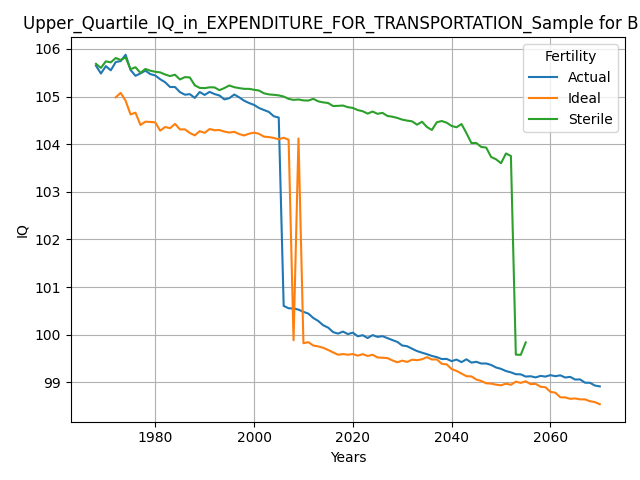 Upper_Quartile_IQ_in_EXPENDITURE_FOR_TRANSPORTATION_Sample for B
Fertility
Actual
Ideal
Sterile
IQ
106
105
104
103
102
101
100
99
1980 2000 2020 2040 2060
Years